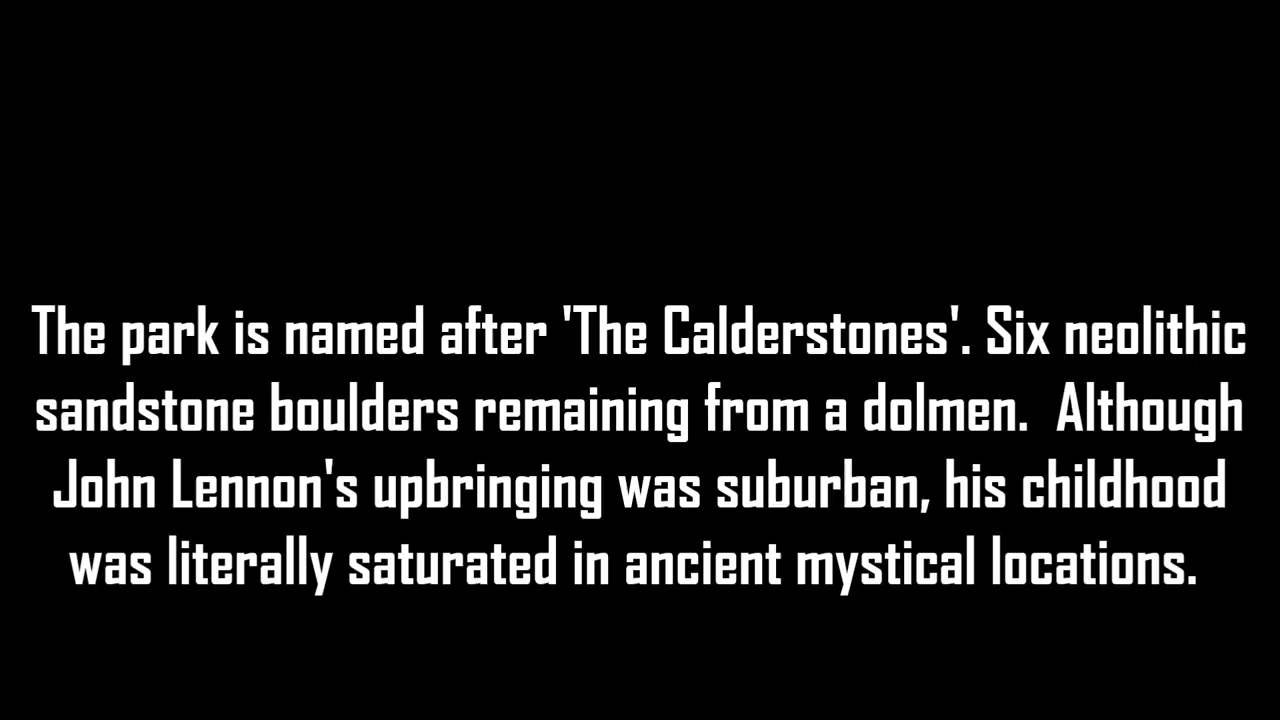 The park is named after 'The Calderstones'. Six neolithic
sandstone boulders remaining from a dolmen.  Although
John Lennon's upbringing was suburban, his childhood
was literally saturated in ancient mystical locations.